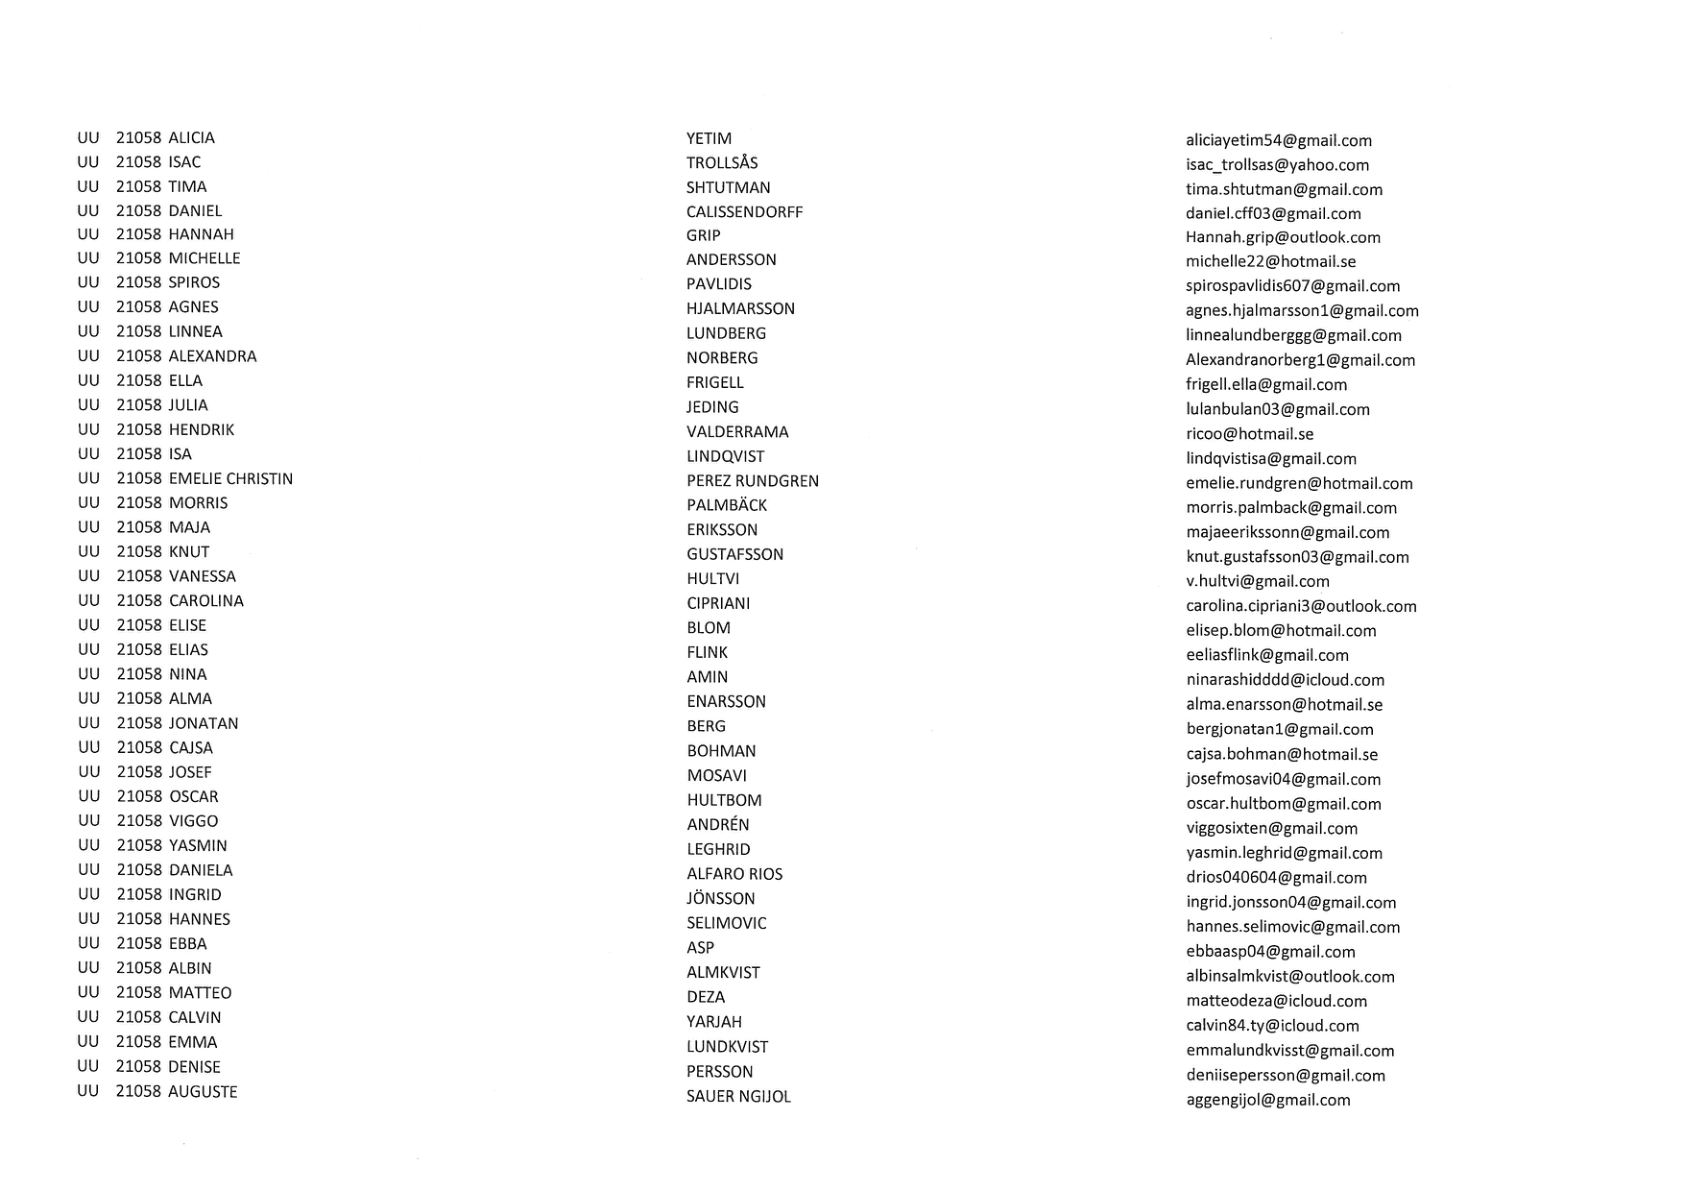 UU 21058 ALICIA YETIM aliciayetim54@gmail.com
UU 21058 ISAC TROLLSÅS isac_trollsas@yahoo.com
UU 21058 TIMA SHTUTMAN tima.shtutman@gmail.com
UU 21058 DANIEL CALISSENDORFF daniel.cff03@gmail.com
UU 21058 HANNAH GRIP Hannah.grip@outlook.com
UU 21058 MICHELLE ANDERSSON michelle22@hotmail.se
UU 21058 SPIROS PAVLIDIS spirospavlidis607@gmail.com
UU 21058 AGNES HJALMARSSON agnes.hjalmarsson1@gmail.com
UU 21058 LINNEA LUNDBERG linnealundberggg@gmail.com
UU 21058 ALEXANDRA NORBERG Alexandranorberg1@gmail.com
UU 21058 ELLA FRIGELL frigell.ella@gmail.com
UU 21058 JULIA JEDING lulanbulan03@gmail.com
UU 21058 HENDRIK VALDERRAMA ricoo@hotmail.se
UU 21058 ISA LINDQVIST lindqvistisa@gmail.com
UU 21058 EMELIE CHRISTIN PEREZ RUNDGREN emelie.rundgren@hotmail.com
UU 21058 MORRIS PALMBÄCK morris.palmback@gmail.com
UU 21058 MAJA ERIKSSON majaeerikssonn@gmail.com
UU 21058 KNUT GUSTAFSSON knut.gustafsson03@gmail.com
UU 21058 VANESSA HULTVI v.hultvi@gmail.com
UU 21058 CAROLINA CIPRIANI carolina.cipriani3@outlook.com
UU 21058 ELISE BLOM elisep.blom@hotmail.com
UU 21058 ELIAS FLINK eeliasflink@gmail.com
UU 21058 NINA AMIN ninarashidddd@icloud.com
UU 21058 ALMA ENARSSON alma.enarsson@hotmail.se
UU 21058 JONATAN BERG bergjonatan1@gmail.com
UU 21058 CAJSA BOHMAN cajsa.bohman@hotmail.se
UU 21058 JOSEF MOSAVI josefmosavi04@gmail.com
UU 21058 OSCAR HULTBOM oscar.hultbom@gmail.com
UU 21058 VIGGO ANDRÉN viggosixten@gmail.com
UU 21058 YASMIN LEGHRID yasmin.leghrid@gmail.com
UU 21058 DANIELA ALFARO RIOS drios040604@gmail.com
UU 21058 INGRID JÖNSSON ingrid.jonsson04@gmail.com
UU 21058 HANNES SELIMOVIC hannes.selimovic@gmail.com
UU 21058 EBBA ASP ebbaasp04@gmail.com
UU 21058 ALBIN ALMKVIST albinsalmkvist@outlook.com
UU 21058 MATTEO DEZA matteodeza@icloud.com
UU 21058 CALVIN YARJAH calvin84.ty@icloud.com
UU 21058 EMMA LUNDKVIST emmalundkvisst@gmail.com
UU 21058 DENISE PERSSON deniisepersson@gmail.com
UU 21058 AUGUSTE SAUER NGIJOL aggengijol@gmail.com